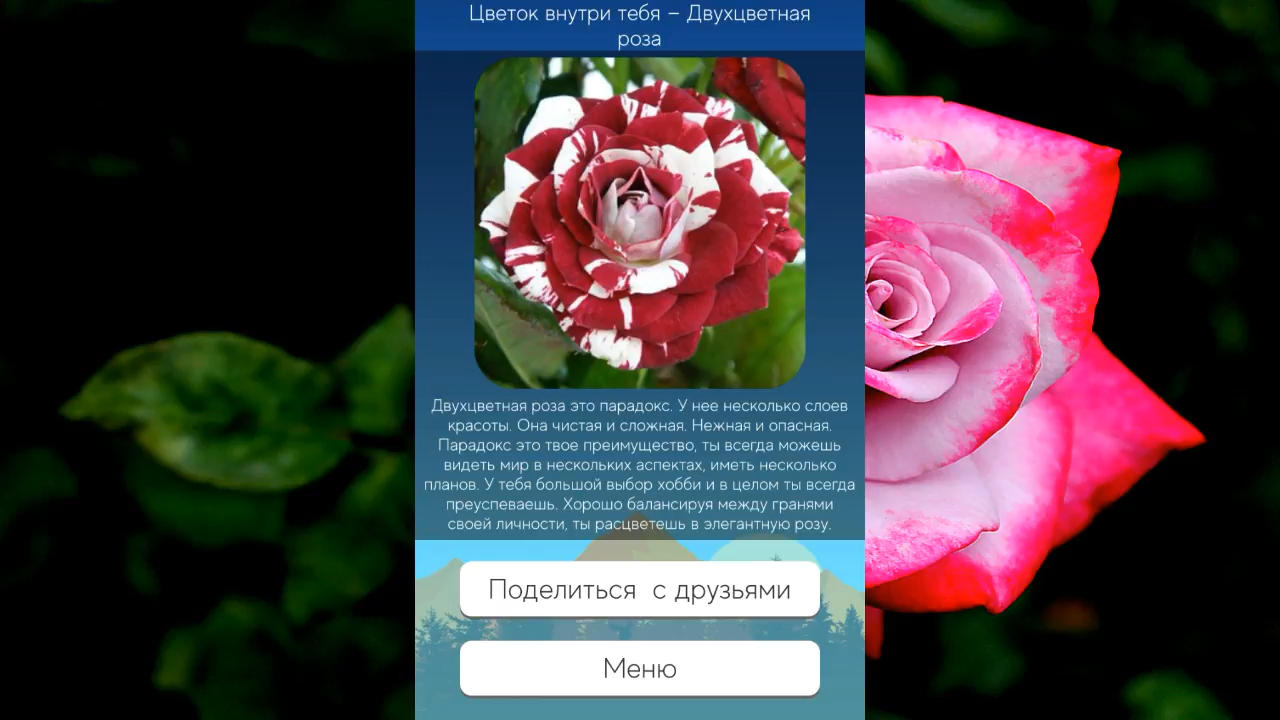 Цветок внутри тебя – Двухцветная
роза
Двухцветная роза это парадокс. У нее несколько слоев
красоты. Она чистая и сложная. Нежная и опасная.
Парадокс это твое преимущество, ты всегда можешь
видеть мир в нескольких аспектах, иметь несколько
планов. У тебя большой выбор хобби и в целом ты всегда
преуспеваешь. Хорошо балансируя между гранями
своей личности, ты расцветешь в элегантную розу.
Поделиться  с друзьями
Меню